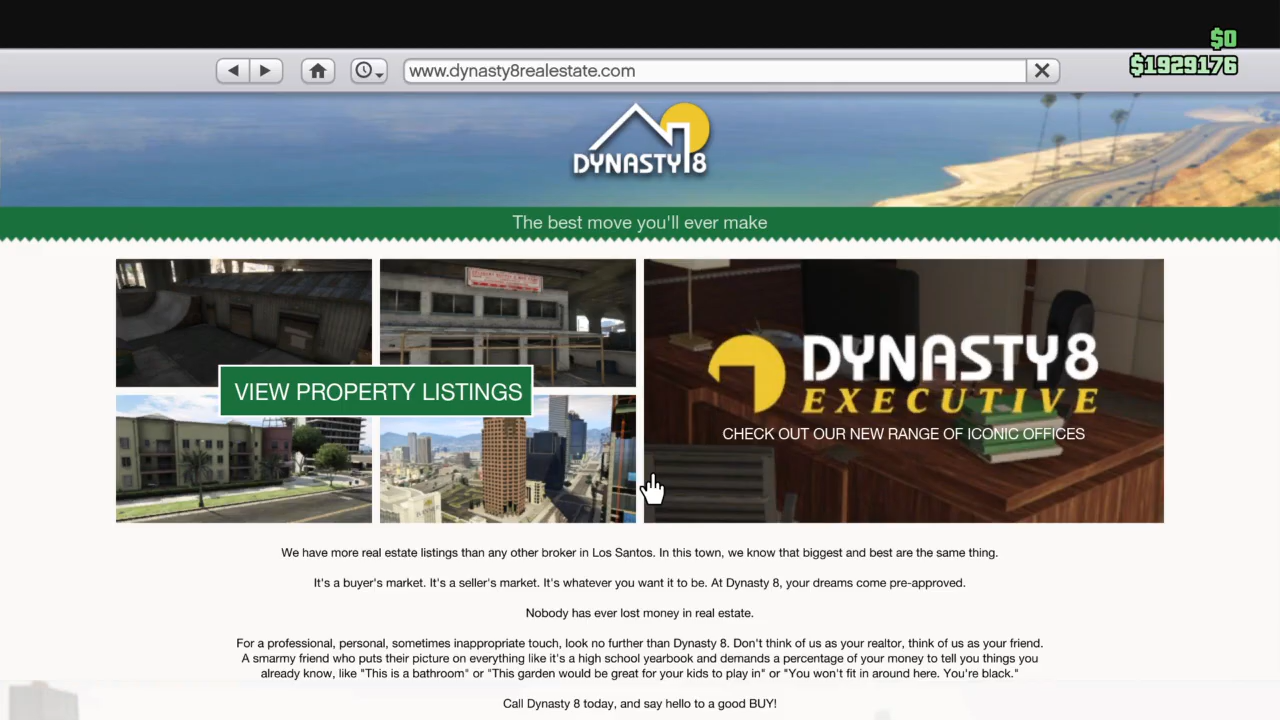 $0
$1929176
www.dynasty8realestate.com
DYNASTY 8
The best move you'll ever make
VIEW PROPERTY LISTINGS
DYNASTY 8
EXECUTIVE
CHECK OUT OUR NEW RANGE OF ICONIC OFFICES
We have more real estate listings than any other broker in Los Santos. In this town, we know that biggest and best are the same thing.
It's a buyer's market. It's a seller's market. It's whatever you want it to be. At Dynasty 8, your dreams come pre-approved.
Nobody has ever lost money in real estate.
For a professional, personal, sometimes inappropriate touch, look no further than Dynasty 8. Don't think of us as your realtor, think of us as your friend.
A smarmy friend who puts their picture on everything like it's a high school yearbook and demands a percentage of your money to tell you things you
already know, like "This is a bathroom" or "This garden would be great for your kids to play in" or "You won't fit in around here. You're black."
Call Dynasty 8 today, and say hello to a good BUY!